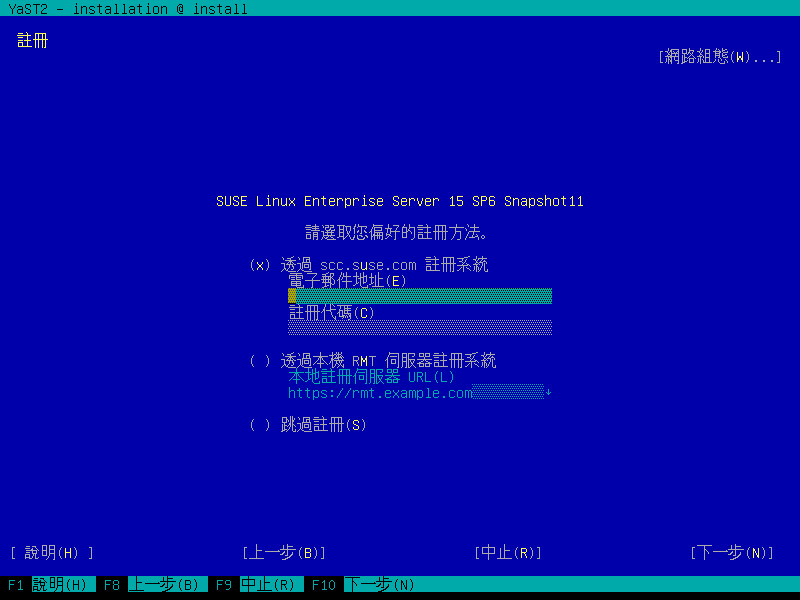 YaST2 - installation @ install
註冊
[網路組態(W)...]
SUSE Linux Enterprise Server 15 SP6 Snapshot11
請選取您偏好的註冊方法。
(x) 透過 scc.suse.com 註冊系統
電子郵件地址(E)
註冊代碼(C)
( ) 透過本機 RMT 伺服器註冊系統
本地註冊伺服器 URL(L)
https://rmt.example.com
( ) 跳過註冊(S)
[ 說明(H) ] [上一步(B)] [中止(R)] [下一步(N)]
F1 說明(H) F8 上一步(B) F9 中止(R) F10 下一步(N)